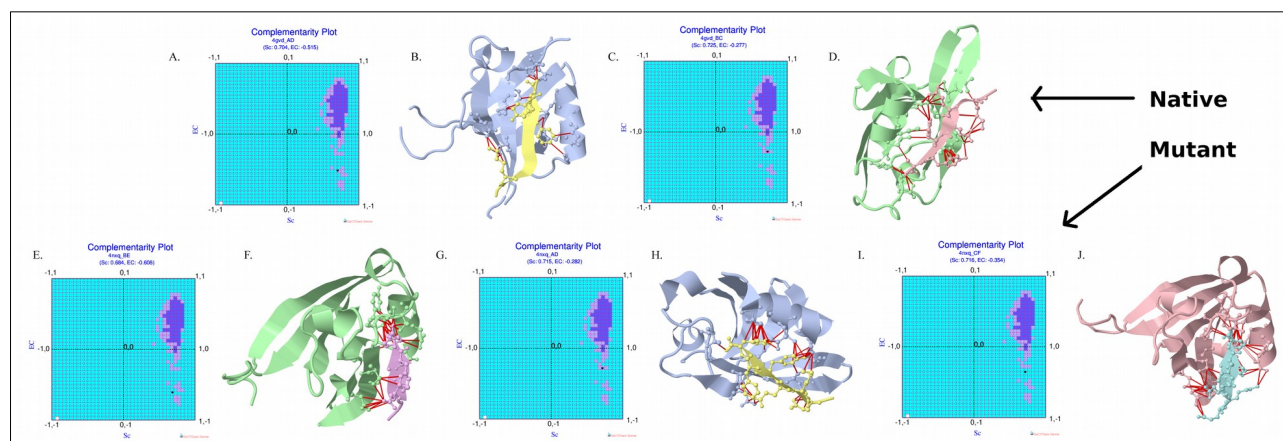 A.
Complementarity Plot
4gvd_AD
(Sc: 0.704, EC: -0.515)
0,1
1,1
EC
-1,0
0,0
1,0
-1,-1
0,-1
1,-1
Sc
B.
C.
Complementarity Plot
4gvd_BC
(Sc: 0.725, EC: -0.277)
-1,1
0,1
1,1
EC
-1,0
0,0
1,0
-1,-1
0,-1
1,-1
Sc
D.
Native
Mutant
E.
Complementarity Plot
4nxq_BE
(Sc: 0.684, EC: -0.608)
-1,1
0,1
1,1
EC
-1,0
0,0
1,0
-1,-1
0,-1
1,-1
Sc
F.
G.
Complementarity Plot
4nxq_AD
(Sc: 0.715, EC: -0.282)
-1,1
0,1
1,1
EC
-1,0
0,0
1,0
-1,-1
0,-1
1,-1
Sc
H.
I.
Complementarity Plot
4nxq_CF
(Sc: 0.716, EC: -0.354)
-1,1
0,1
1,1
EC
-1,0
0,0
1,0
-1,-1
0,-1
1,-1
Sc
J.